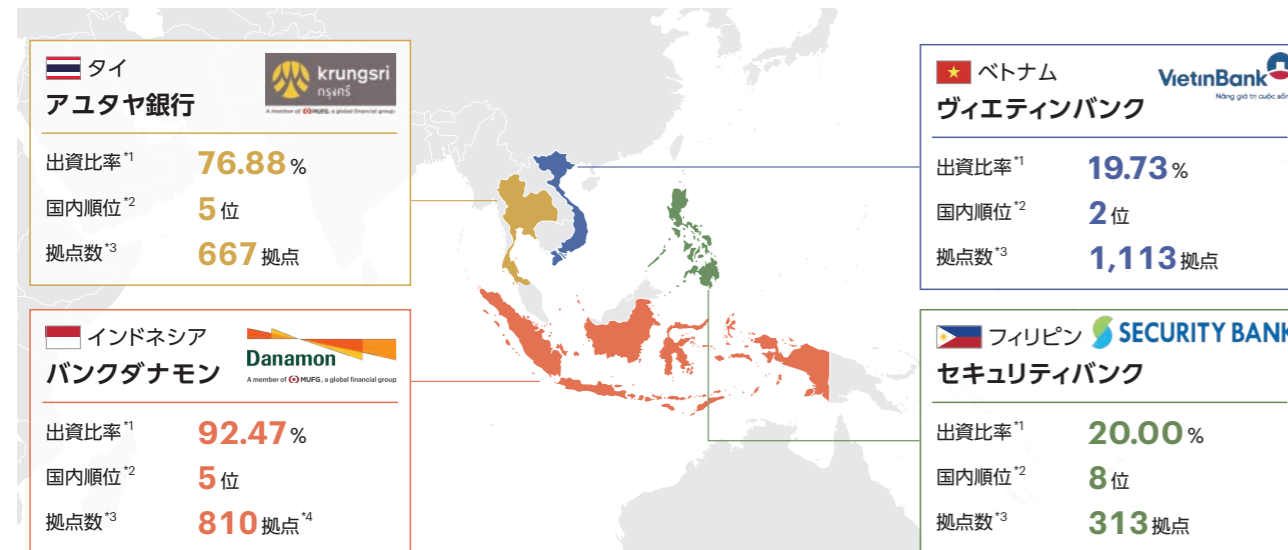 タイ
krungsri
กรุงศรี
A member of MUFG, a global financial group
アユタヤ銀行
出資比率*1 76.88%
国内順位*2 5位
拠点数*3 667拠点
ベトナム
VietinBank
Nâng giá trị cuộc sốn
ヴィエティンバンク
出資比率*1 19.73%
国内順位*2 2位
拠点数*3 1,113拠点
インドネシア
Danamon
A member of MUFG, a global financial group
バンクダナモン
出資比率*1 92.47%
国内順位*2 5位
拠点数*3 810拠点*4
フィリピン
SECURITY BANK
セキュリティバンク
出資比率*1 20.00%
国内順位*2 8位
拠点数*3 313拠点